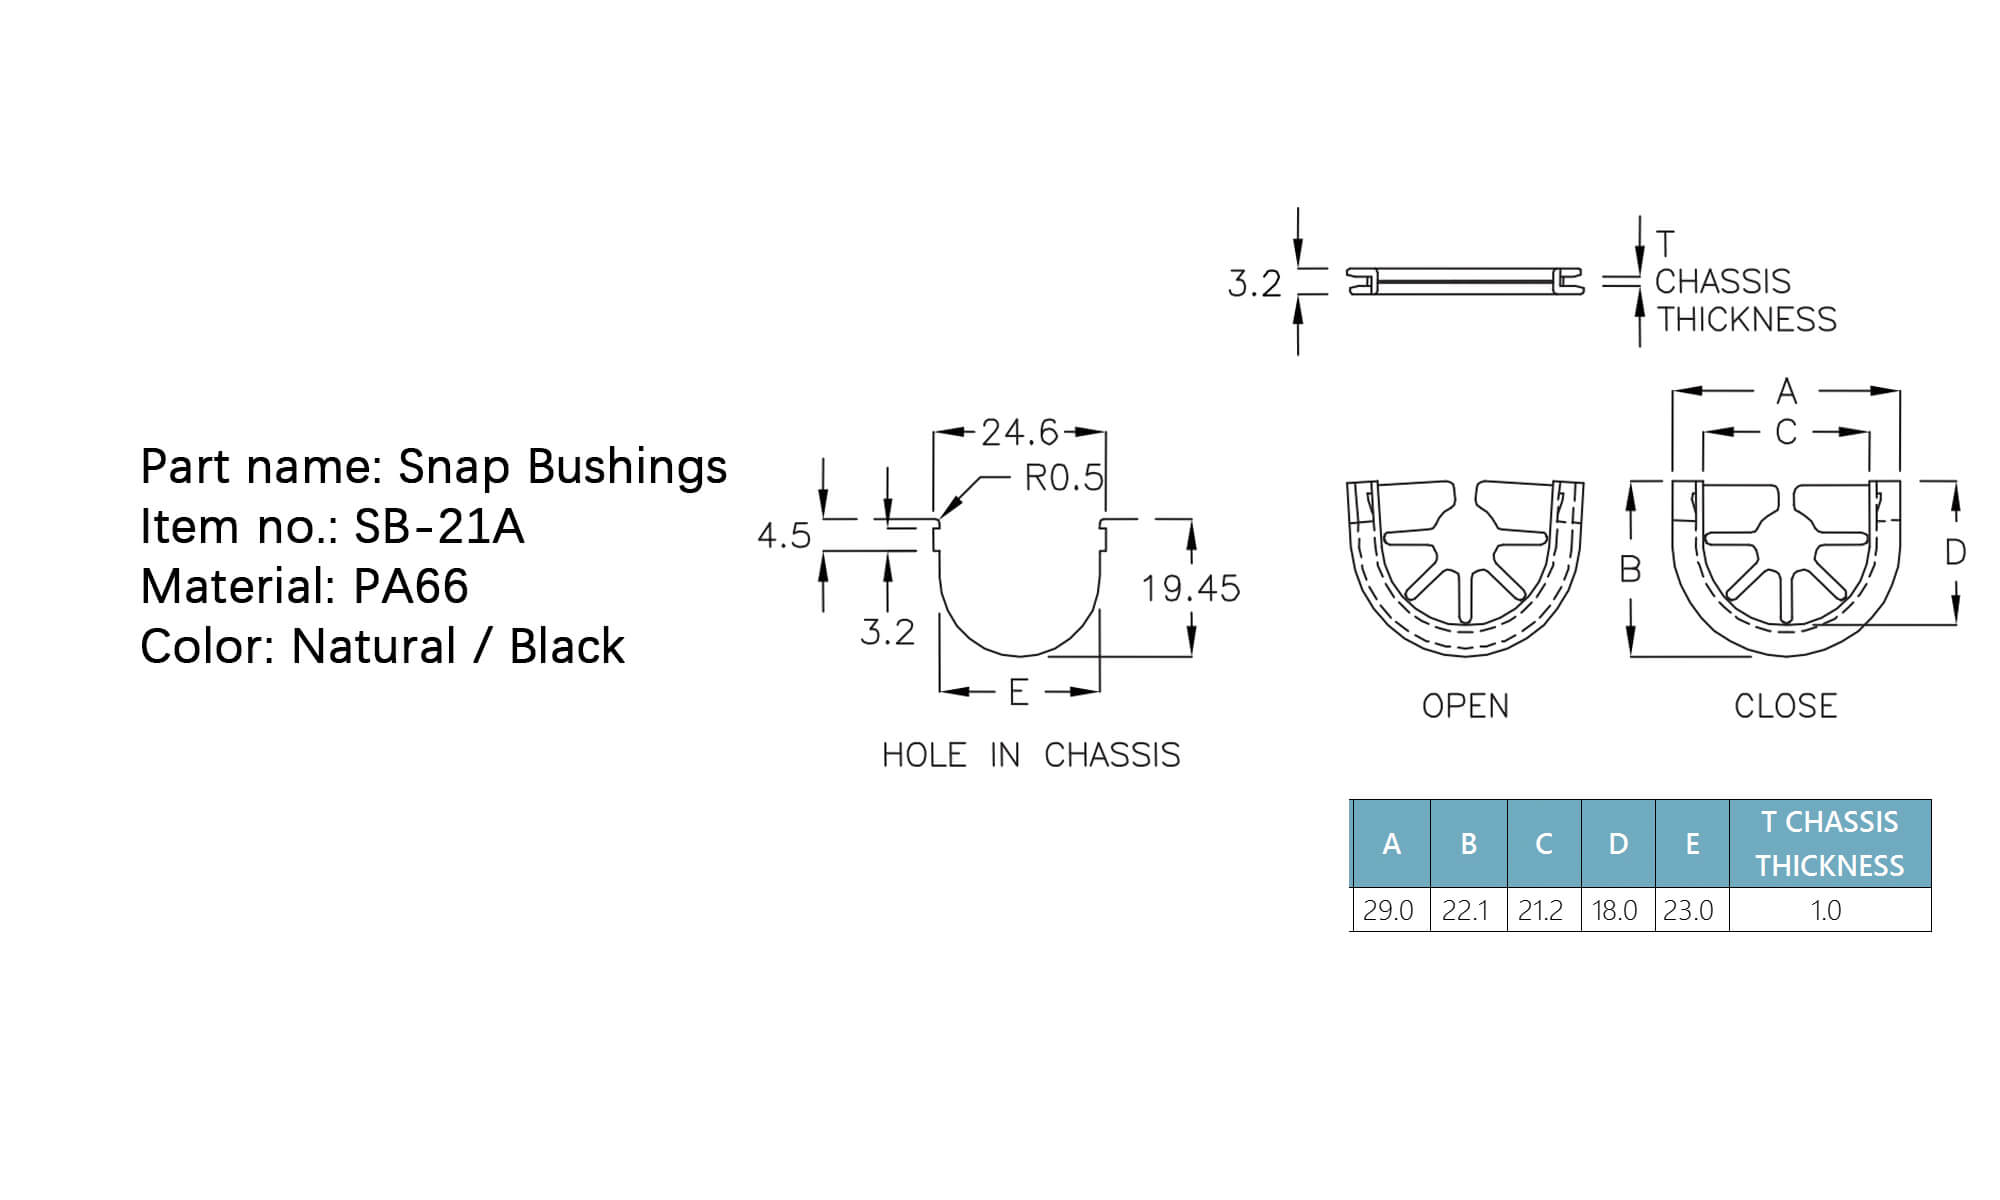 Part name: Snap Bushings
Item no.: SB-21A
Material: PA66
Color: Natural / Black
24.6
R0.5
4.5
3.2
19.45
E
HOLE IN CHASSIS
3.2
T
CHASSIS
THICKNESS
A
C
B
D
OPEN
CLOSE
A B C D E T CHASSIS THICKNESS
29.0 22.1 21.2 18.0 23.0 1.0